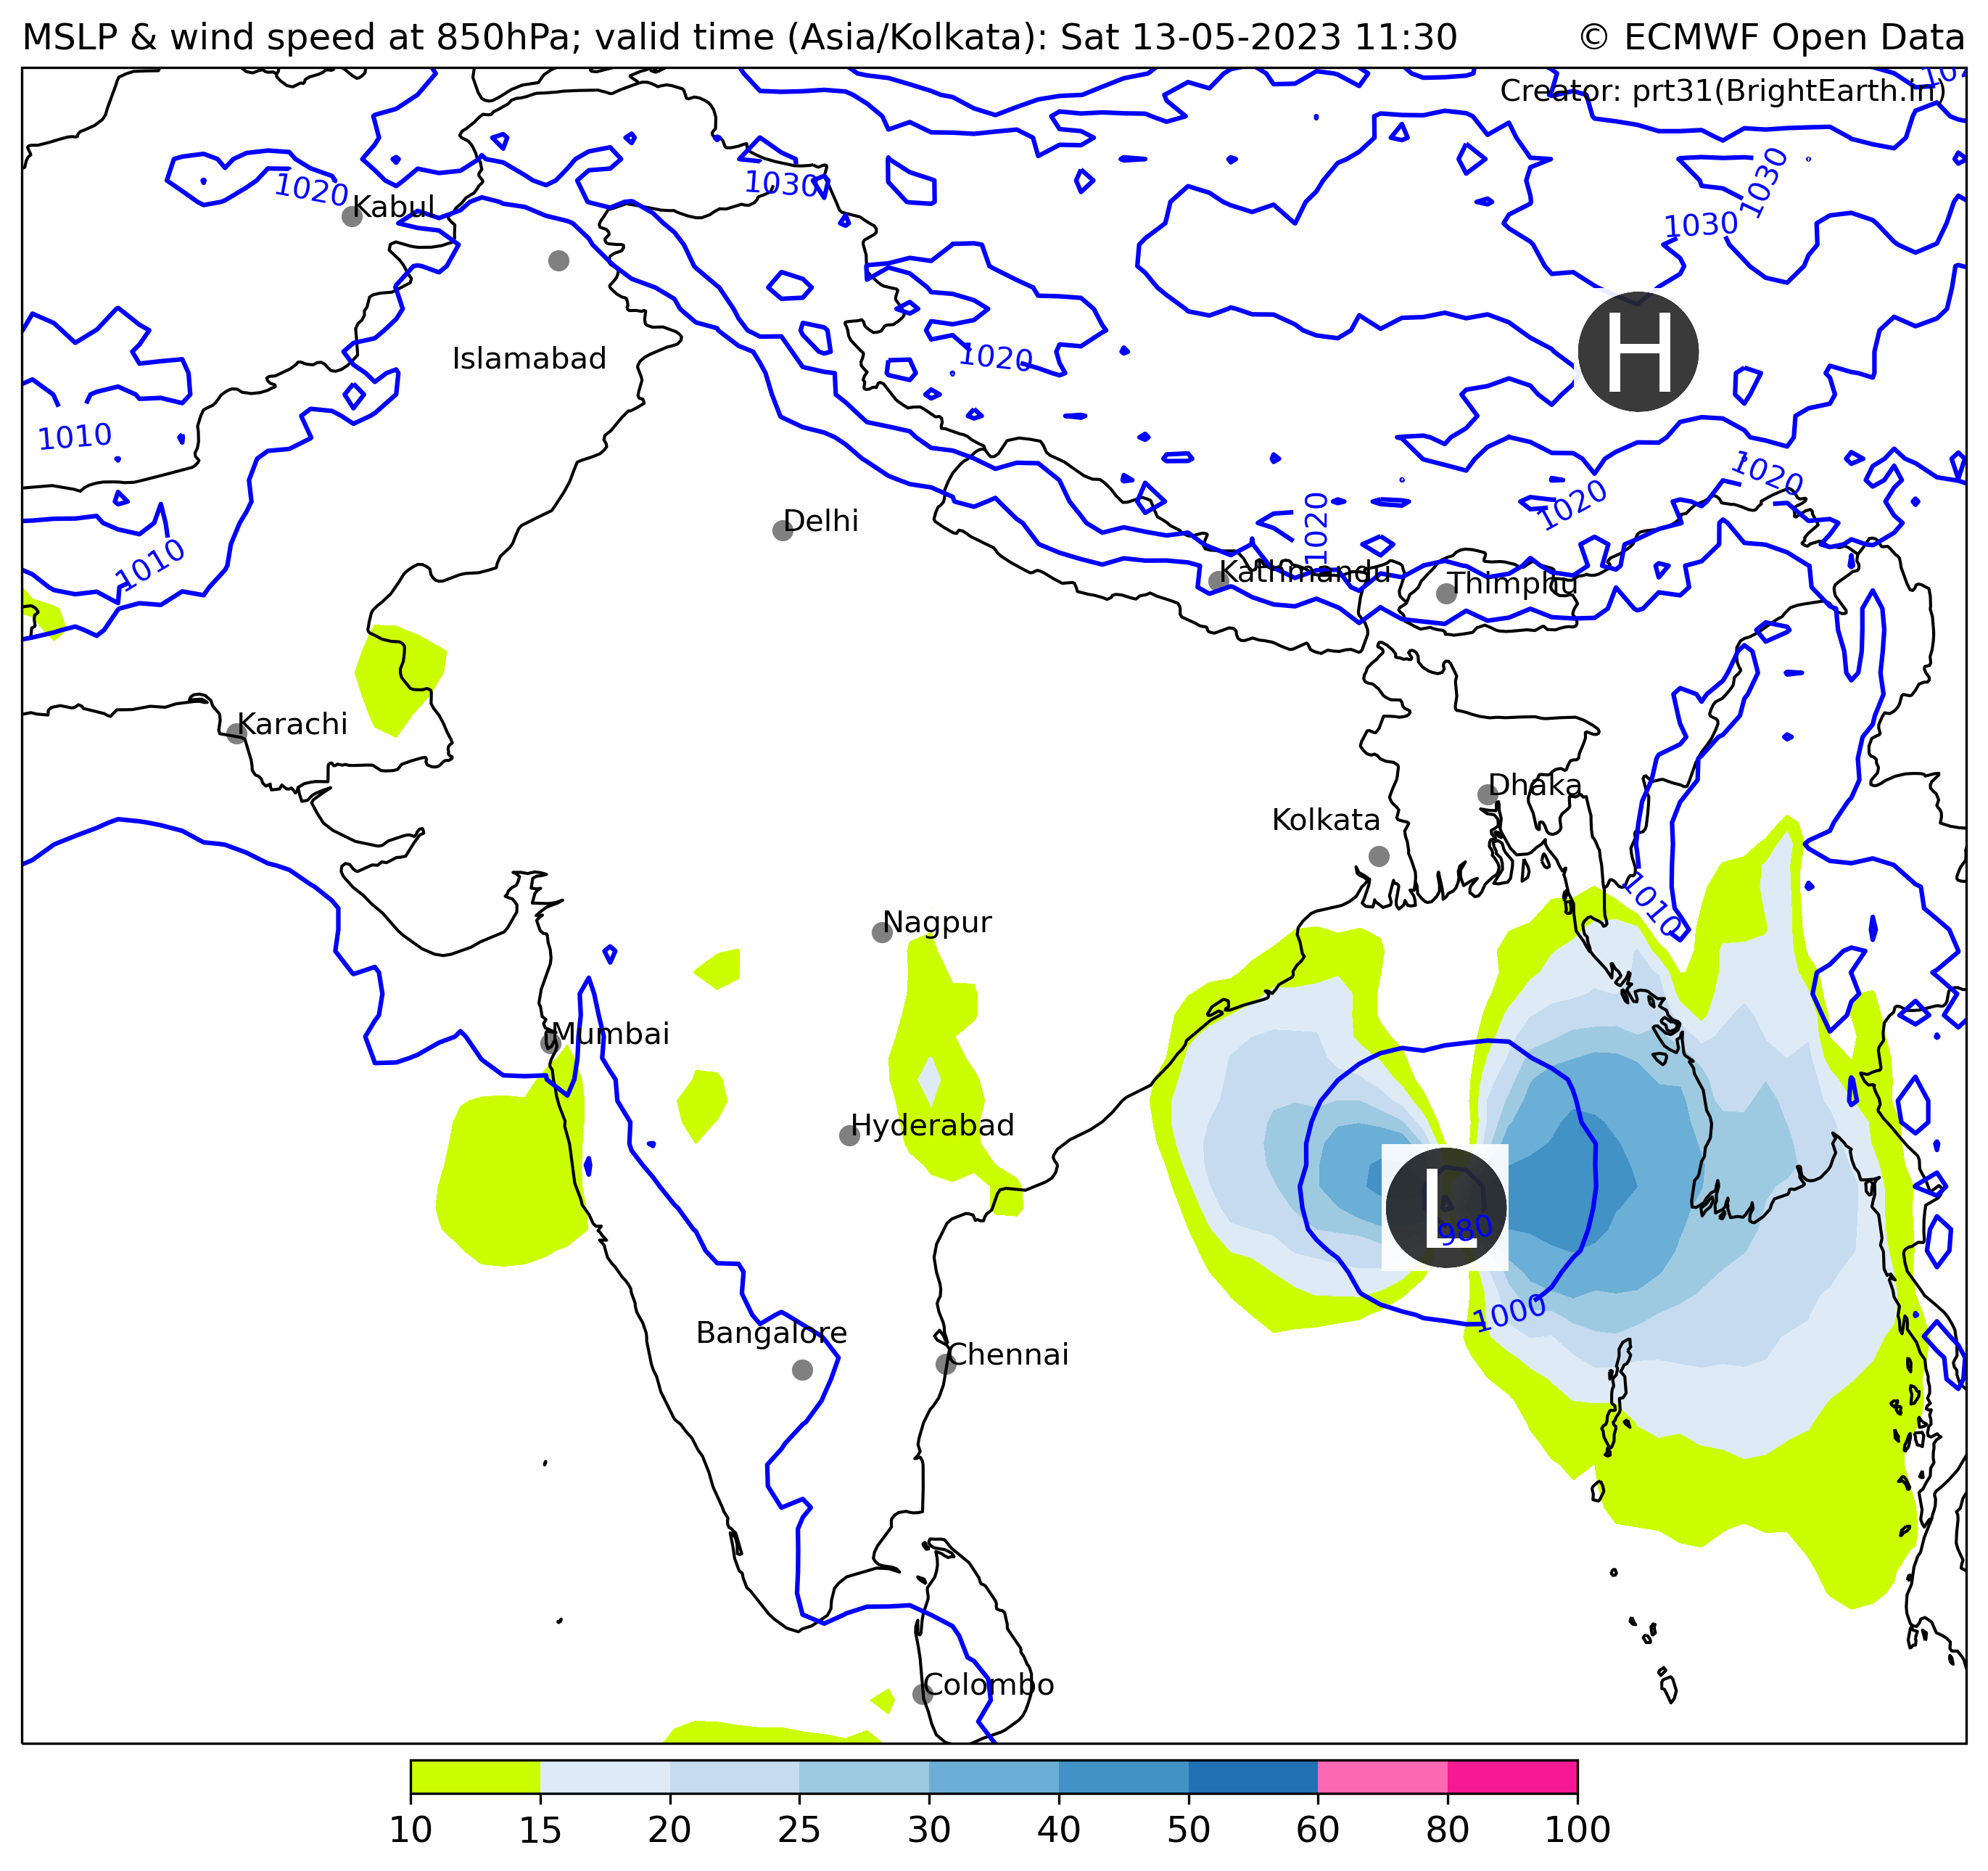 MSLP & wind speed at 850hPa; valid time (Asia/Kolkata): Sat 13-05-2023 11:30 © ECMWF Open Data
Creator: prt31(BrightEarth.in)
1030
1020
1030
Kabul
1030
H
Islamabad
1020
1010
1020
1020
1020
Delhi
1010
Kathmandu
Thimphu
Karachi
Dhaka
Kolkata
1010
Nagpur
Mumbai
Hyderabad
L
980
1000
Bangalore
Chennai
Colombo
10 15 20 25 30 40 50 60 80 100